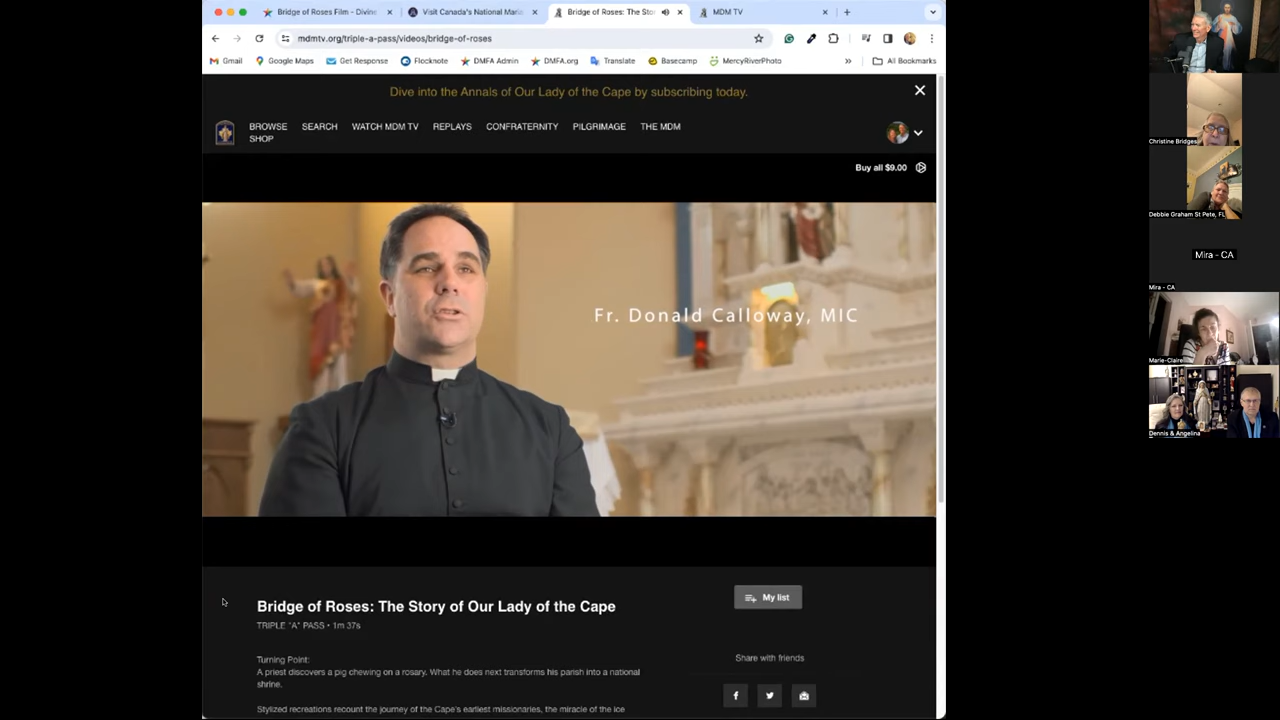 Bridge of Roses Film - Divine
Visit Canada's National Maria
Bridge of Roses: The Stor
MDM TV
mdmtv.org/triple-a-pass/videos/bridge-of-roses
Gmail
Google Maps
Get Response
Flocknote
DMFA Admin
DMFA.org
Translate
Basecamp
MercyRiverPhoto
All Bookmarks
Dive into the Annals of Our Lady of the Cape by subscribing today.
BROWSE SEARCH WATCH MDM TV REPLAYS CONFRATERNITY PILGRIMAGE THE MDM
SHOP
Buy all $9.00
Fr. Donald Calloway, MIC
Bridge of Roses: The Story of Our Lady of the Cape
TRIPLE "A" PASS • 1m 37s
My list
Turning Point:
A priest discovers a pig chewing on a rosary. What he does next transforms his parish into a national
shrine.
Stylized recreations recount the journey of the Cape's earliest missionaries, the miracle of the ice
Share with friends
Christine Bridges
Debbie Graham St Pete, FL
Mira - CA
Mira - CA
Marie-Claire
Dennis & Angelina